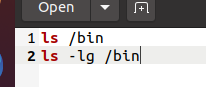 Open
1 ls /bin
2 ls -lg /bin